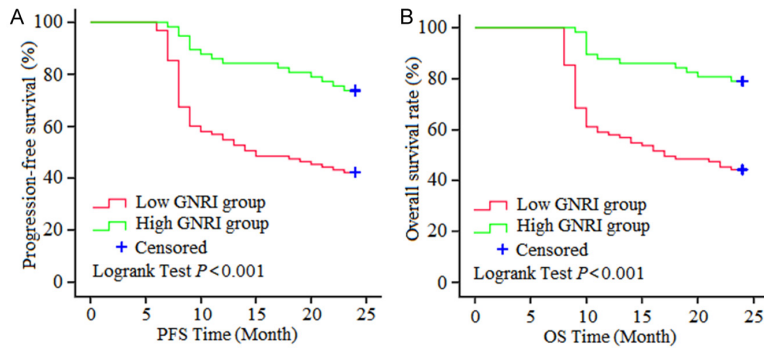 A
Progression-free survival (%)
100
80
60
40
20
0
Low GNRI group
High GNRI group
Censored
Logrank Test P<0.001
0 5 10 15 20 25
PFS Time (Month)
B
Overall survival rate (%)
100
80
60
40
20
0
Low GNRI group
High GNRI group
Censored
Logrank Test P<0.001
0 5 10 15 20 25
OS Time (Month)